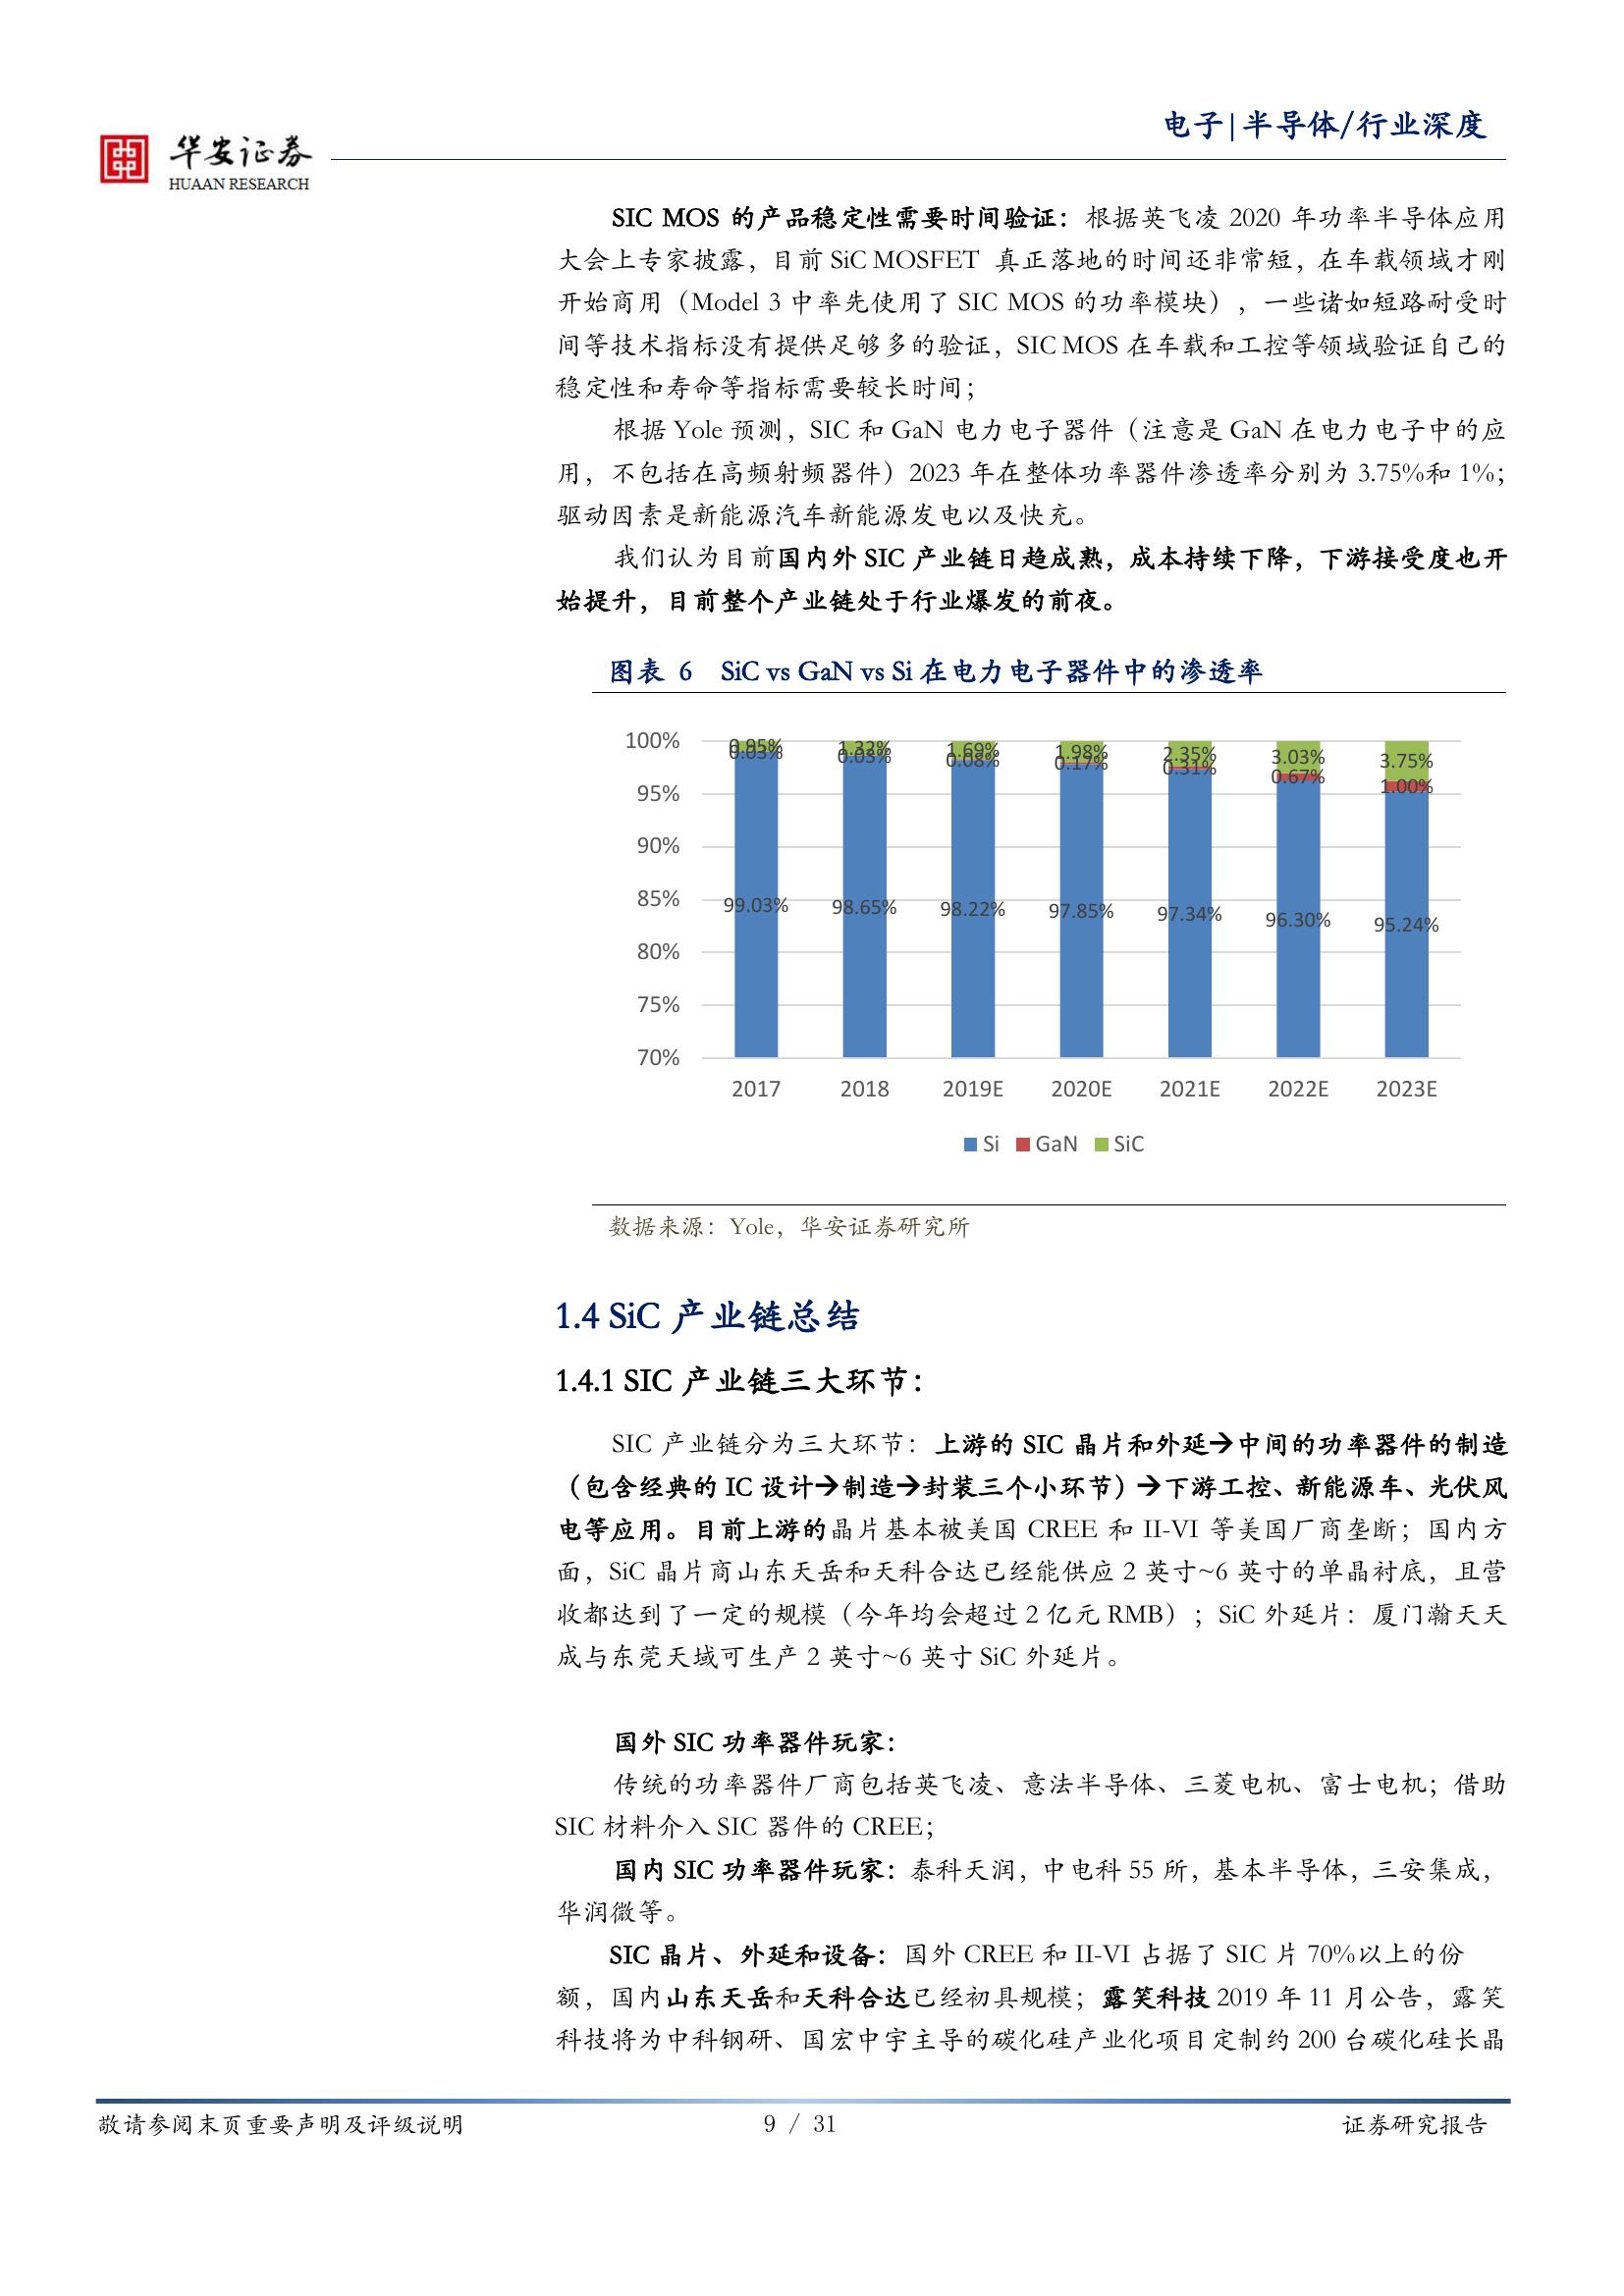 华安证券
HUAAN RESEARCH
电子|半导体/行业深度
SIC MOS 的产品稳定性需要时间验证：根据英飞凌 2020 年功率半导体应用
大会上专家披露，目前 SiC MOSFET 真正落地的时间还非常短，在车载领域才刚
开始商用（Model 3 中率先使用了 SIC MOS 的功率模块），一些诸如短路耐受时
间等技术指标没有提供足够多的验证，SIC MOS 在车载和工控等领域验证自己的
稳定性和寿命等指标需要较长时间；
根据 Yole 预测，SIC 和 GaN 电力电子器件（注意是 GaN 在电力电子中的应
用，不包括在高频射频器件）2023 年在整体功率器件渗透率分别为 3.75%和 1%；
驱动因素是新能源汽车新能源发电以及快充。
我们认为目前国内外 SIC 产业链日趋成熟，成本持续下降，下游接受度也开
始提升，目前整个产业链处于行业爆发的前夜。
图表 6 SiC vs GaN vs Si 在电力电子器件中的渗透率
100%
95%
90%
85%
80%
75%
70%
0.95% 1.32% 1.69% 1.98% 2.35% 3.03% 3.75%
0.03% 0.03% 0.08% 0.17% 0.31% 0.67% 1.00%
99.03% 98.65% 98.22% 97.85% 97.34% 96.30% 95.24%
2017 2018 2019E 2020E 2021E 2022E 2023E
Si GaN SiC
数据来源：Yole，华安证券研究所
1.4 SiC 产业链总结
1.4.1 SIC 产业链三大环节：
SIC 产业链分为三大环节：上游的 SIC 晶片和外延→中间的功率器件的制造
（包含经典的 IC 设计→制造→封装三个小环节）→下游工控、新能源车、光伏风
电等应用。目前上游的晶片基本被美国 CREE 和 II-VI 等美国厂商垄断；国内方
面，SiC 晶片商山东天岳和天科合达已经能供应 2 英寸~6 英寸的单晶衬底，且营
收都达到了一定的规模（今年均会超过 2 亿元 RMB）；SiC 外延片：厦门瀚天天
成与东莞天域可生产 2 英寸~6 英寸 SiC 外延片。
国外 SIC 功率器件玩家：
传统的功率器件厂商包括英飞凌、意法半导体、三菱电机、富士电机；借助
SIC 材料介入 SIC 器件的 CREE；
国内 SIC 功率器件玩家：泰科天润，中电科 55 所，基本半导体，三安集成，
华润微等。
SIC 晶片、外延和设备：国外 CREE 和 II-VI 占据了 SIC 片 70%以上的份
额，国内山东天岳和天科合达已经初具规模；露笑科技 2019 年 11 月公告，露笑
科技将为中科钢研、国宏中宇主导的碳化硅产业化项目定制约 200 台碳化硅长晶
敬请参阅末页重要声明及评级说明
9 / 31
证券研究报告